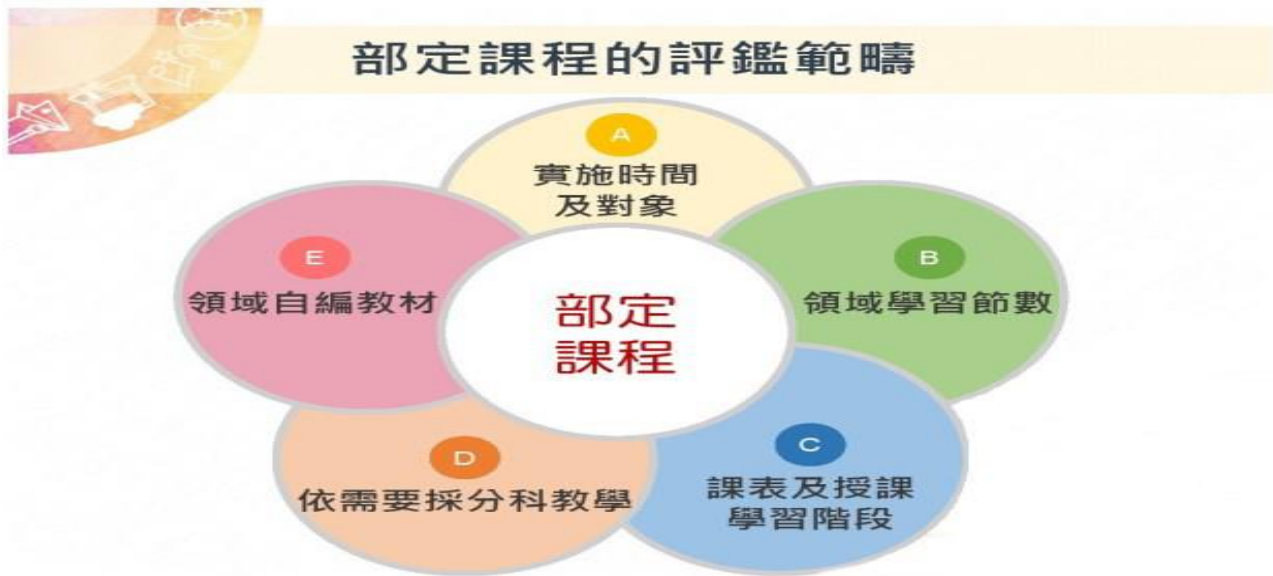 部定課程的評鑑範疇
A
實施時間
及對象
B
領域學習節數
C
課表及授課
學習階段
D
依需要採分科教學
E
領域自編教材
部定
課程